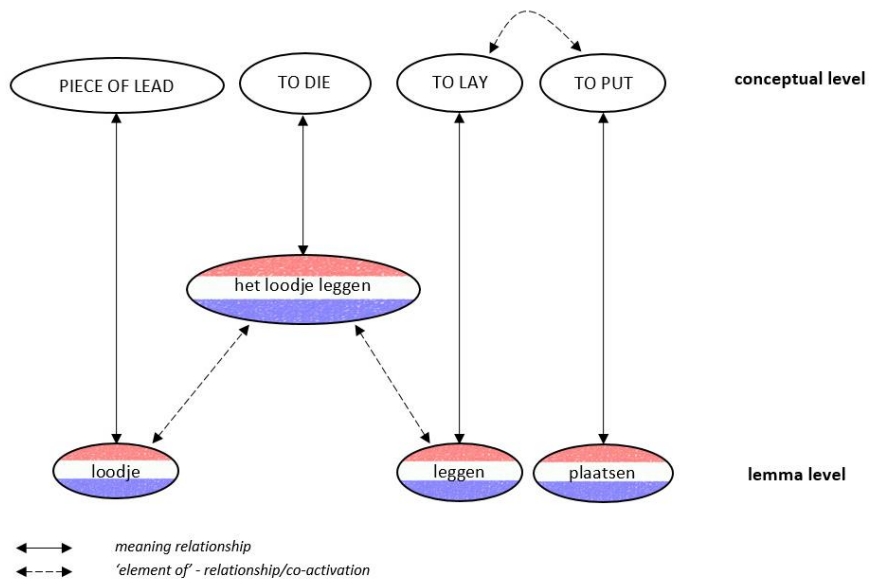 PIECE OF LEAD
TO DIE
TO LAY
TO PUT
conceptual level
het loodje leggen
loodje
leggen
plaatsen
lemma level
meaning relationship
‘element of’ - relationship/co-activation